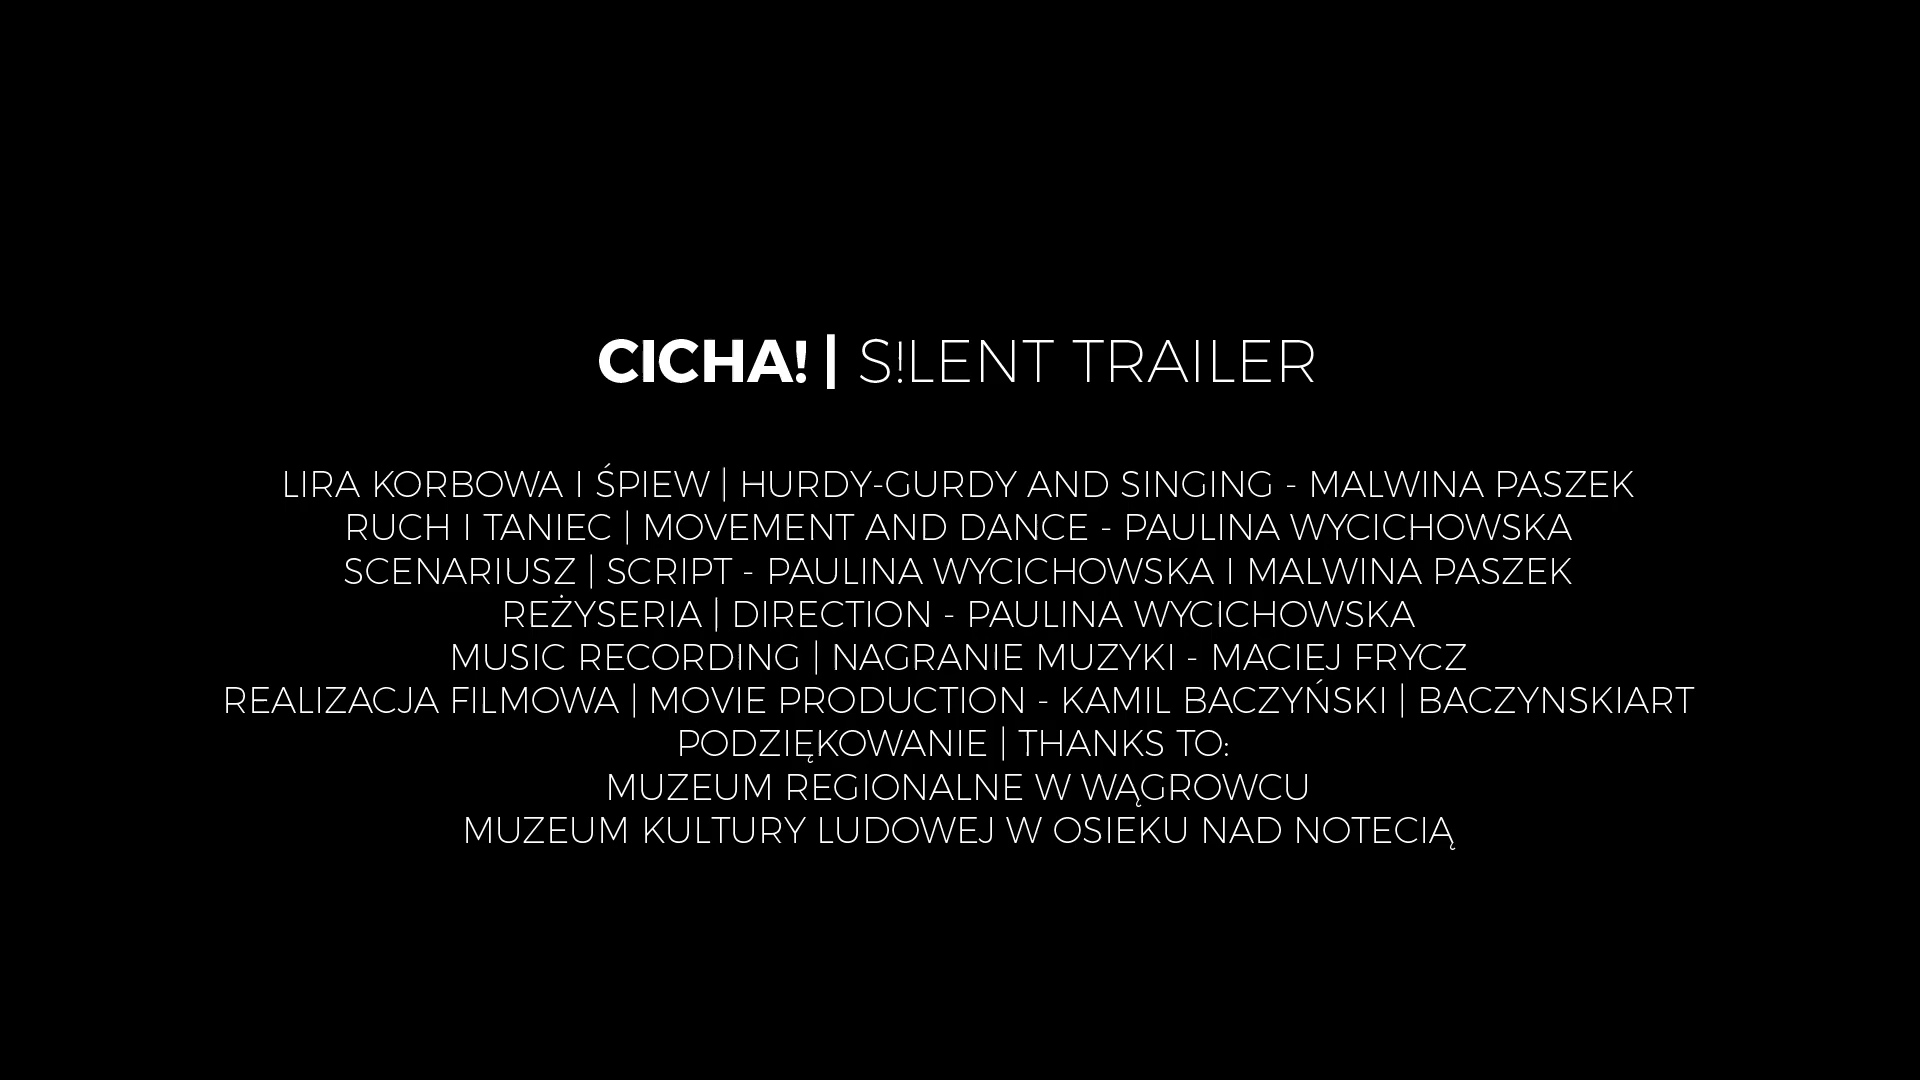 CICHA! | S!LENT TRAILER
LIRA KORBOWA I ŚPIEW | HURDY-GURDY AND SINGING - MALWINA PASZEK
RUCH I TANIEC | MOVEMENT AND DANCE - PAULINA WYCICHOWSKA
SCENARIUSZ | SCRIPT - PAULINA WYCICHOWSKA I MALWINA PASZEK
REŻYSERIA | DIRECTION - PAULINA WYCICHOWSKA
MUSIC RECORDING | NAGRANIE MUZYKI - MACIEJ FRYCZ
REALIZACJA FILMOWA | MOVIE PRODUCTION - KAMIL BACZYŃSKI | BACZYNSKIART
PODZIĘKOWANIE | THANKS TO:
MUZEUM REGIONALNE W WĄGROWCU
MUZEUM KULTURY LUDOWEJ W OSIEKU NAD NOTECIĄ